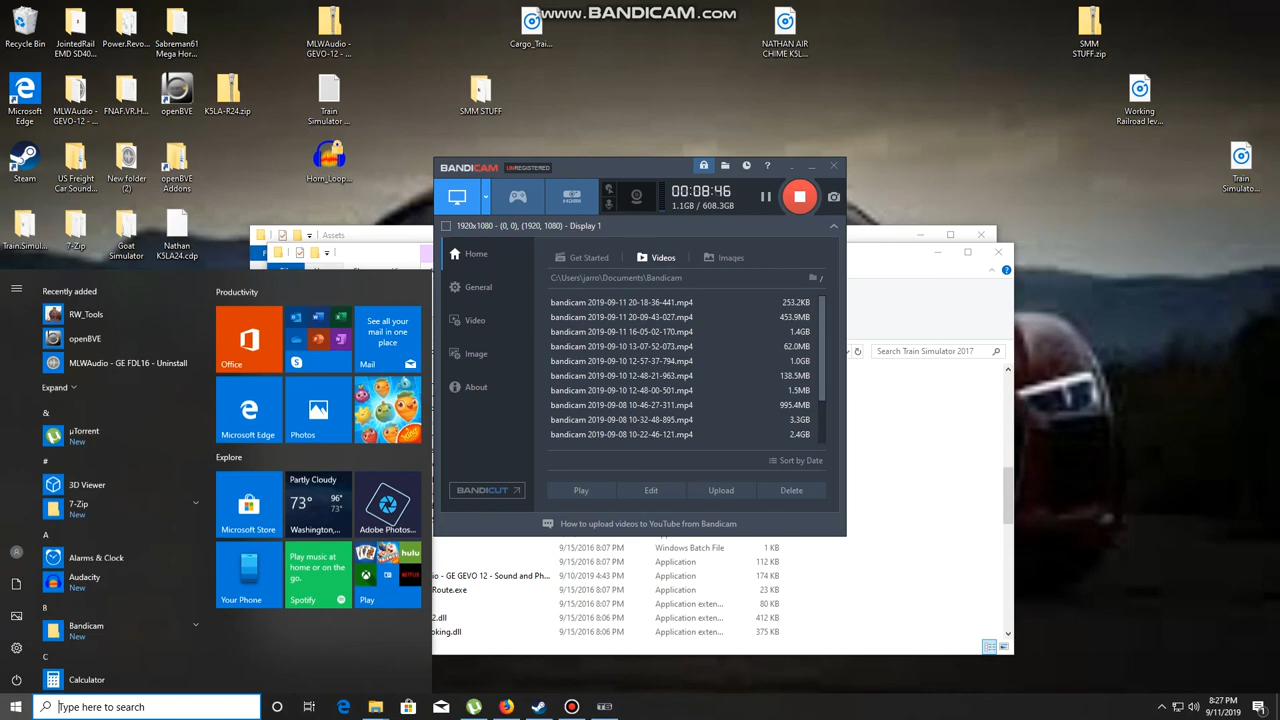 www.BANDICAM.com
Recycle Bin
JointedRail
EMD SD40...
Power.Revo...
Sabreman61
Mega Hor...
MLWAudio -
GEVO-12 - ...
Cargo_Trai...
NATHAN AIR
CHIME K5L...
SMM
STUFF.zip
Microsoft
Edge
MLWAudio -
GEVO-12 - ...
FNAF.VR.H...
openBVE
K5LA-R24.zip
Train
Simulator ...
SMM STUFF
Working
Railroad lev...
Steam
US Freight
Car Sound...
New folder
(2)
openBVE
Addons
Horn_Loop...
Train
Simulato...
Train.Simul...
7-Zip
Goat
Simulator
Nathan
K5LA24.cdp
Assets
BANDICAM UNREGISTERED
HDMI
00:08:46
1.1GB / 608.3GB
1920x1080 - (0, 0), (1920, 1080) - Display 1
Home
General
Video
Image
About
BANDICUT
Get Started
Videos
Images
C:\Users\jarro\Documents\Bandicam
bandicam 2019-09-11 20-18-36-441.mp4 253.2KB
bandicam 2019-09-11 20-09-43-027.mp4 453.9MB
bandicam 2019-09-11 16-05-02-170.mp4 1.4GB
bandicam 2019-09-10 13-07-52-073.mp4 62.0MB
bandicam 2019-09-10 12-57-37-794.mp4 1.0GB
bandicam 2019-09-10 12-48-21-963.mp4 138.5MB
bandicam 2019-09-10 12-48-00-501.mp4 1.5MB
bandicam 2019-09-08 10-46-27-311.mp4 995.4MB
bandicam 2019-09-08 10-32-48-895.mp4 3.3GB
bandicam 2019-09-08 10-22-46-121.mp4 2.4GB
Sort by Date
Play Edit Upload Delete
How to upload videos to YouTube from Bandicam
Search Train Simulator 2017
9/15/2016 8:07 PM Windows Batch File 1 KB
9/15/2016 8:07 PM Application 112 KB
o - GE GEVO 12 - Sound and Ph... 9/10/2019 4:43 PM Application 174 KB
Route.exe 9/15/2016 8:07 PM Application 23 KB
9/15/2016 8:07 PM Application exten... 80 KB
2.dll 9/15/2016 8:06 PM Application exten... 412 KB
oking.dll 9/15/2016 8:06 PM Application exten... 375 KB
Recently added
RW_Tools
openBVE
MLWAudio - GE FDL16 - Uninstall
Expand
&
µTorrent
New
#
3D Viewer
7-Zip
New
A
Alarms & Clock
Audacity
New
B
Bandicam
New
C
Calculator
Productivity
Office
See all
your mail in one
place
Mail
Microsoft Edge
Photos
Explore
Microsoft Store
Partly Cloudy
73° 96°
73°
Washington,...
Adobe Photos...
Your Phone
Play music at
home or on the
go.
Spotify
hulu
NETFLIX
Play
Type here to search
8:27 PM
9/11/2019